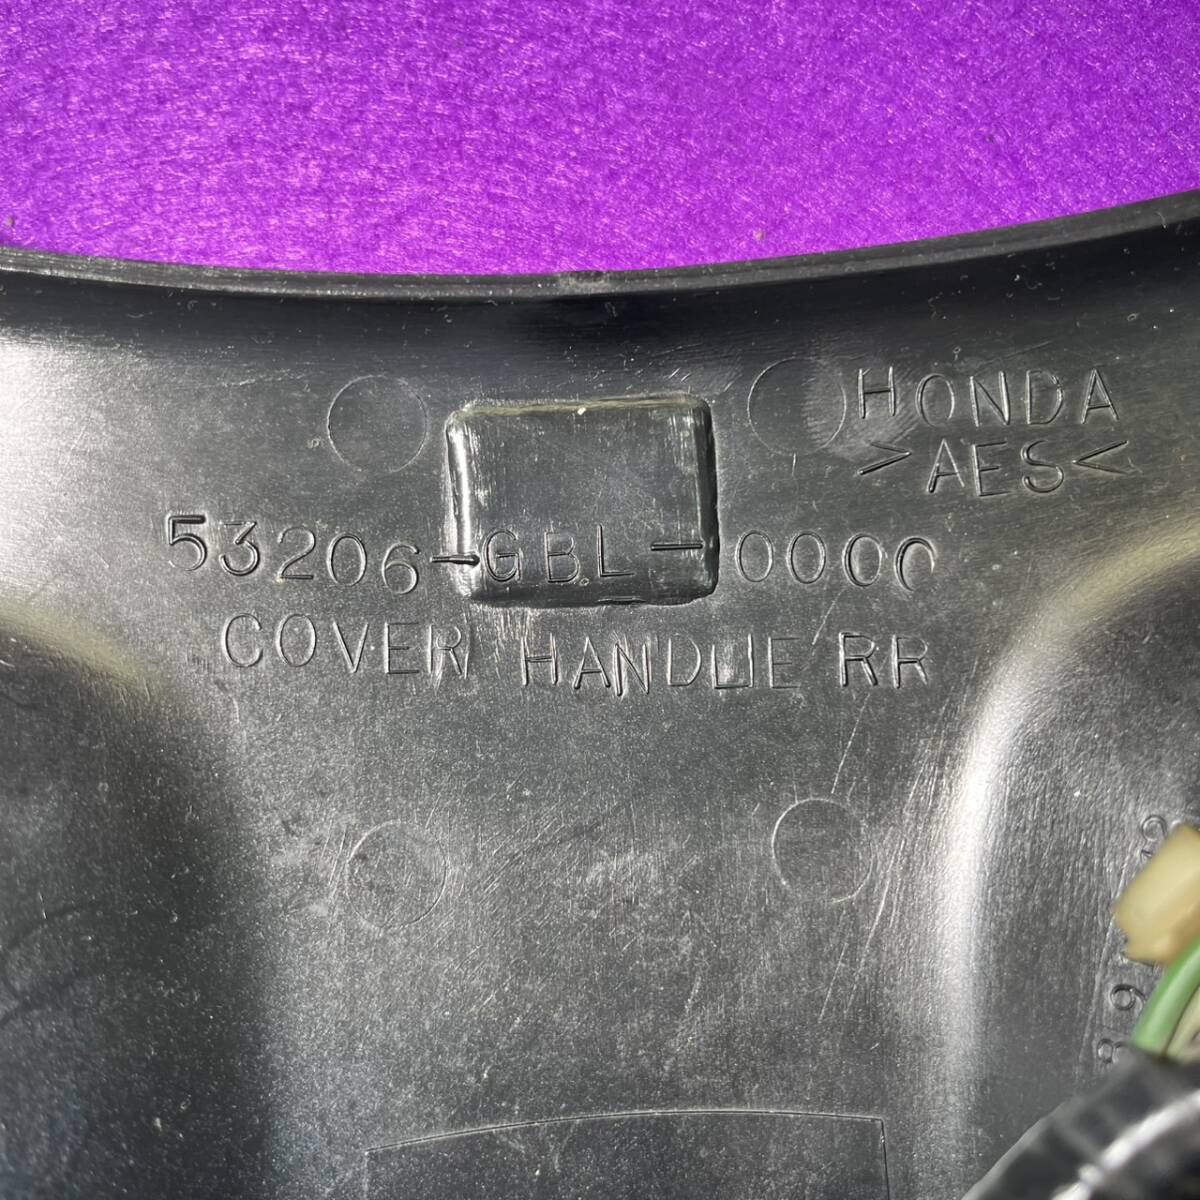 HONDA
>AES<
53206-GBL-0000
COVER HANDLE RR